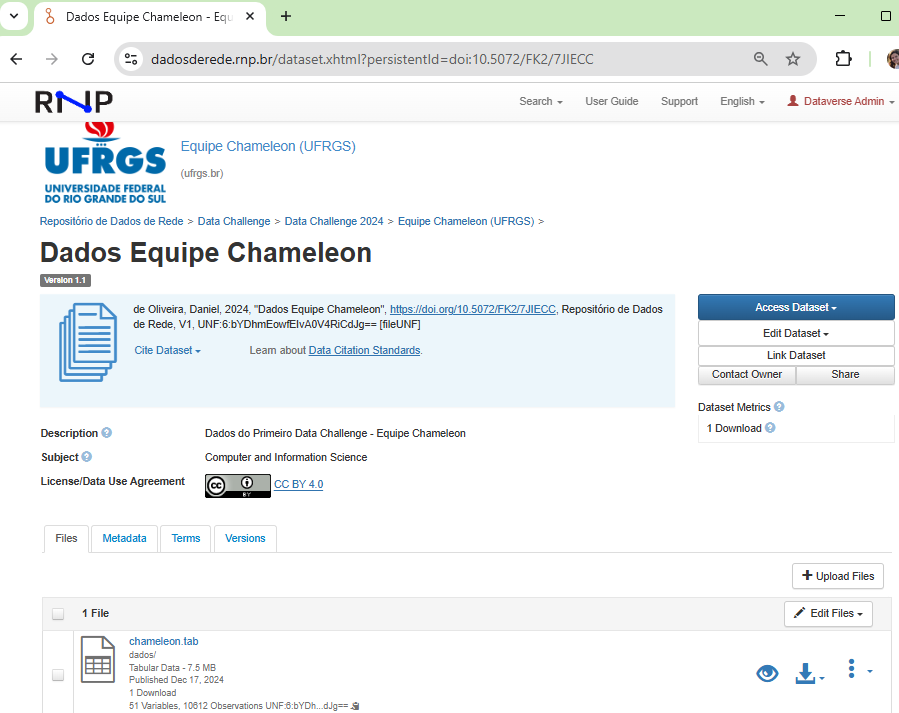 Dados Equipe Chameleon - Equ
dadosderede.rnp.br/dataset.xhtml?persistentId=doi:10.5072/FK2/7JIECC
RNP
Search
User Guide
Support
English
Dataverse Admin
UFRGS
UNIVERSIDADE FEDERAL
DO RIO GRANDE DO SUL
Equipe Chameleon (UFRGS)
(ufrgs.br)
Repositório de Dados de Rede > Data Challenge > Data Challenge 2024 > Equipe Chameleon (UFRGS) >
Dados Equipe Chameleon
Version 1.1
de Oliveira, Daniel, 2024, "Dados Equipe Chameleon", https://doi.org/10.5072/FK2/7JIECC, Repositório de Dados
de Rede, V1, UNF:6:bYDhmEowfEIvA0V4RiCdJg== [fileUNF]
Cite Dataset
Learn about Data Citation Standards.
Access Dataset
Edit Dataset
Link Dataset
Contact Owner
Share
Dataset Metrics
1 Download
Description
Dados do Primeiro Data Challenge - Equipe Chameleon
Subject
Computer and Information Science
License/Data Use Agreement
cc
BY
CC BY 4.0
Files
Metadata
Terms
Versions
+ Upload Files
1 File
Edit Files
chameleon.tab
dados/
Tabular Data - 7.5 MB
Published Dec 17, 2024
1 Download
51 Variables, 10612 Observations UNF:6:bYDh...dJg==